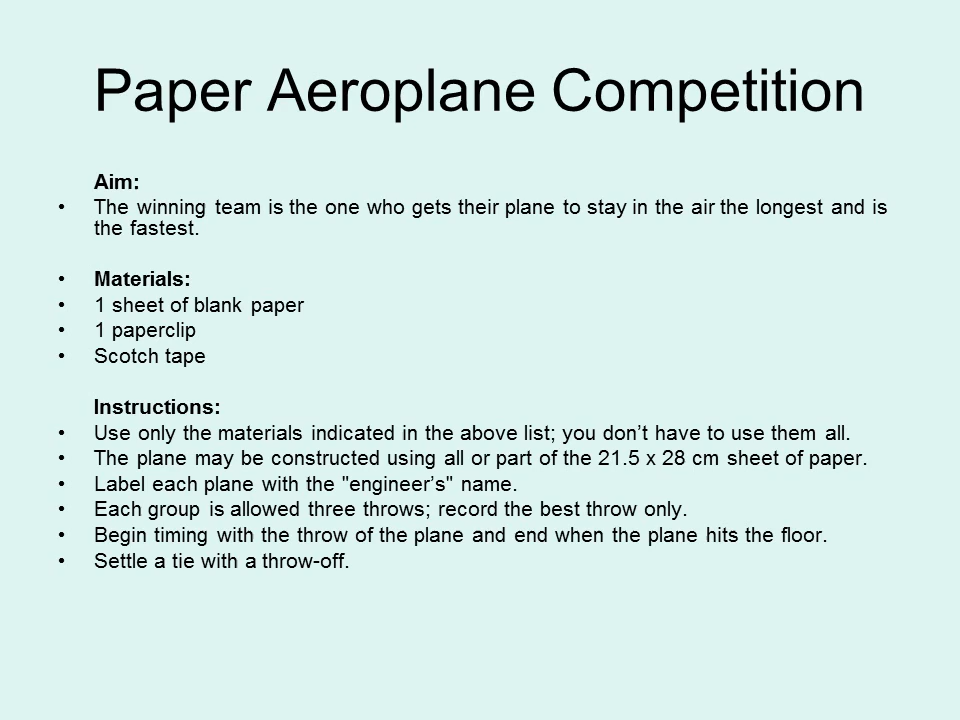 Paper Aeroplane Competition
Aim:
• The winning team is the one who gets their plane to stay in the air the longest and is
the fastest.
• Materials:
• 1 sheet of blank paper
• 1 paperclip
• Scotch tape
Instructions:
• Use only the materials indicated in the above list; you don’t have to use them all.
• The plane may be constructed using all or part of the 21.5 x 28 cm sheet of paper.
• Label each plane with the "engineer’s" name.
• Each group is allowed three throws; record the best throw only.
• Begin timing with the throw of the plane and end when the plane hits the floor.
• Settle a tie with a throw-off.